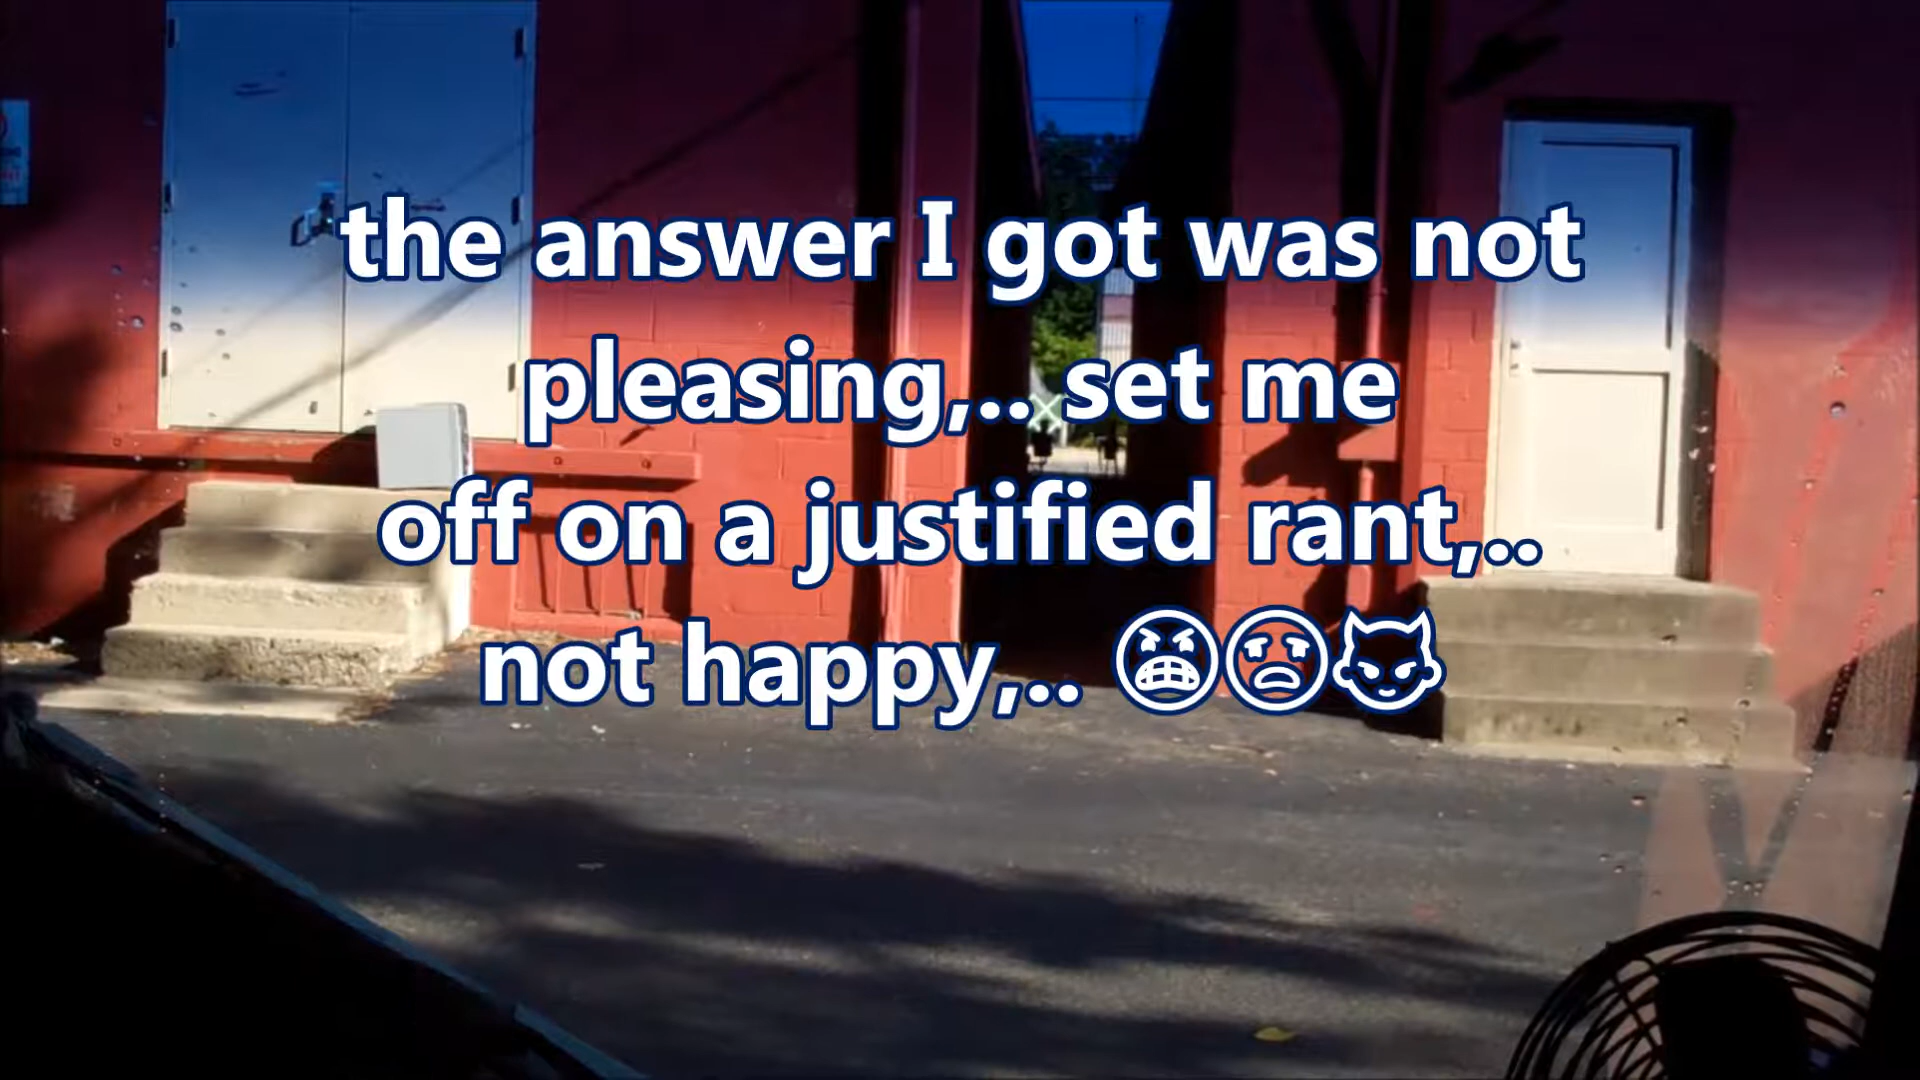 the answer I got was not
pleasing,.. set me
off on a justified rant,..
not happy,.. 😬😧😈